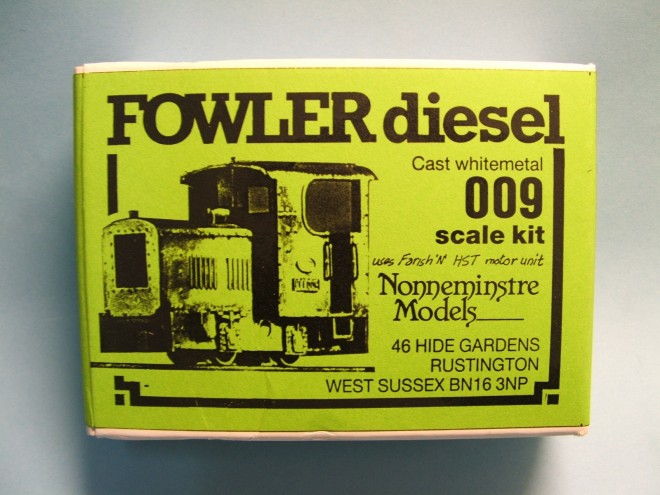 FOWLER diesel
Cast whitemetal
009
scale kit
uses Farish 'N' HST motor unit
Nonneminstre
Models
46 HIDE GARDENS
RUSTINGTON
WEST SUSSEX BN16 3NP